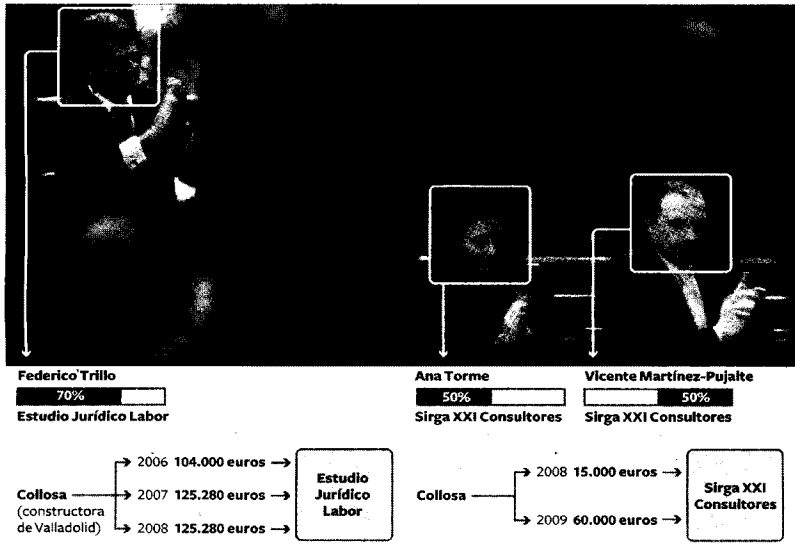 Federico Trillo
70%
Estudio Jurídico Labor
Ana Torme
50%
Sirga XXI Consultores
Vicente Martínez-Pujalte
50%
Sirga XXI Consultores
Collosa
(constructora
de Valladolid)
2006 104.000 euros
2007 125.280 euros
2008 125.280 euros
Estudio
Jurídico
Labor
Collosa
2008 15.000 euros
2009 60.000 euros
Sirga XXI
Consultores